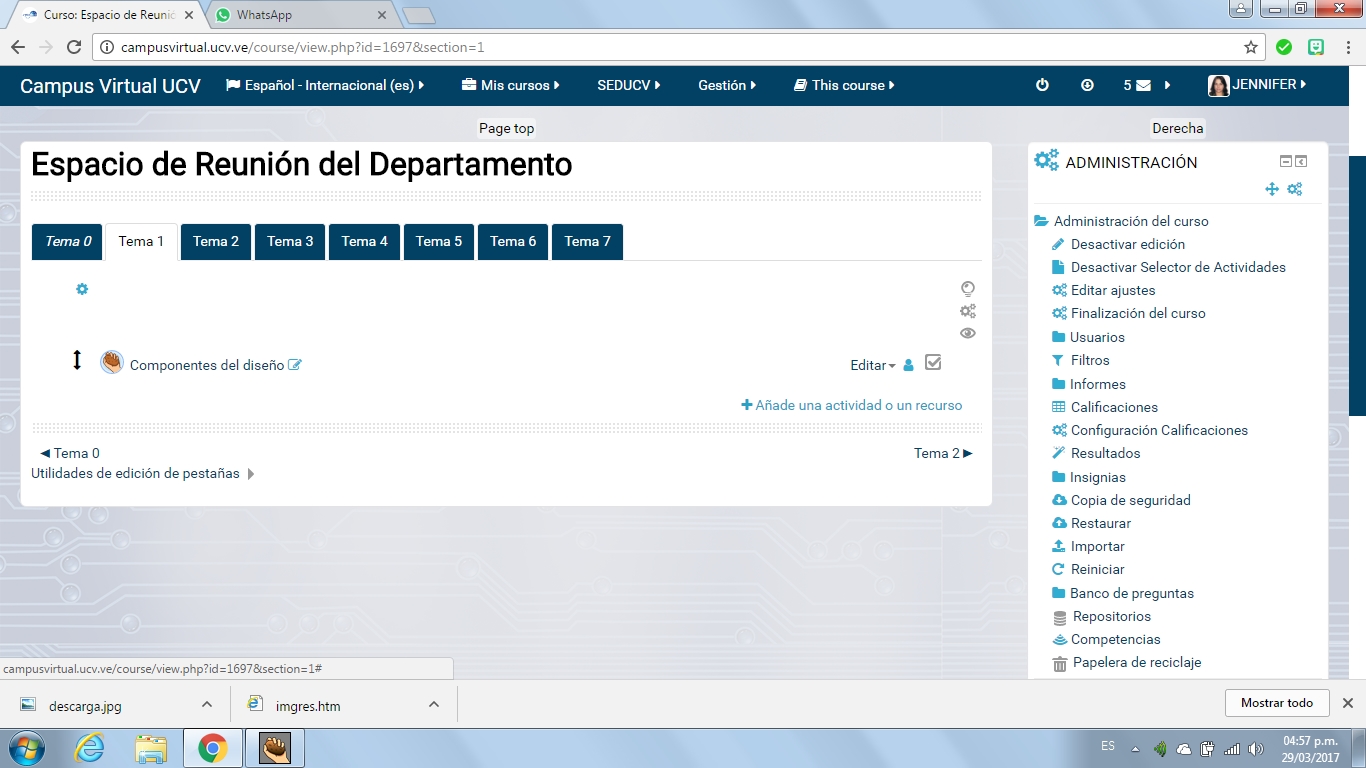 Curso: Espacio de Reunic
WhatsApp
campusvirtual.ucv.ve/course/view.php?id=1697&section=1
Campus Virtual UCV
Español - Internacional (es)
Mis cursos
SEDUCV
Gestión
This course
5
JENNIFER
Page top
Derecha
Espacio de Reunión del Departamento
ADMINISTRACIÓN
Tema 0
Tema 1
Tema 2
Tema 3
Tema 4
Tema 5
Tema 6
Tema 7
Componentes del diseño
Editar
Añade una actividad o un recurso
Tema 0
Tema 2
Utilidades de edición de pestañas
Administración del curso
Desactivar edición
Desactivar Selector de Actividades
Editar ajustes
Finalización del curso
Usuarios
Filtros
Informes
Calificaciones
Configuración Calificaciones
Resultados
Insignias
Copia de seguridad
Restaurar
Importar
Reiniciar
Banco de preguntas
Repositorios
Competencias
Papelera de reciclaje
campusvirtual.ucv.ve/course/view.php?id=1697&section=1#
descarga.jpg
imgres.htm
Mostrar todo
ES
04:57 p.m.
29/03/2017